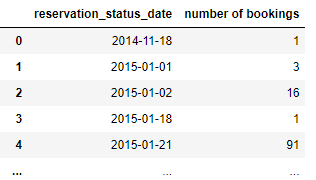 reservation_status_date number of bookings
0 2014-11-18 1
1 2015-01-01 3
2 2015-01-02 16
3 2015-01-18 1
4 2015-01-21 91
... ... ...